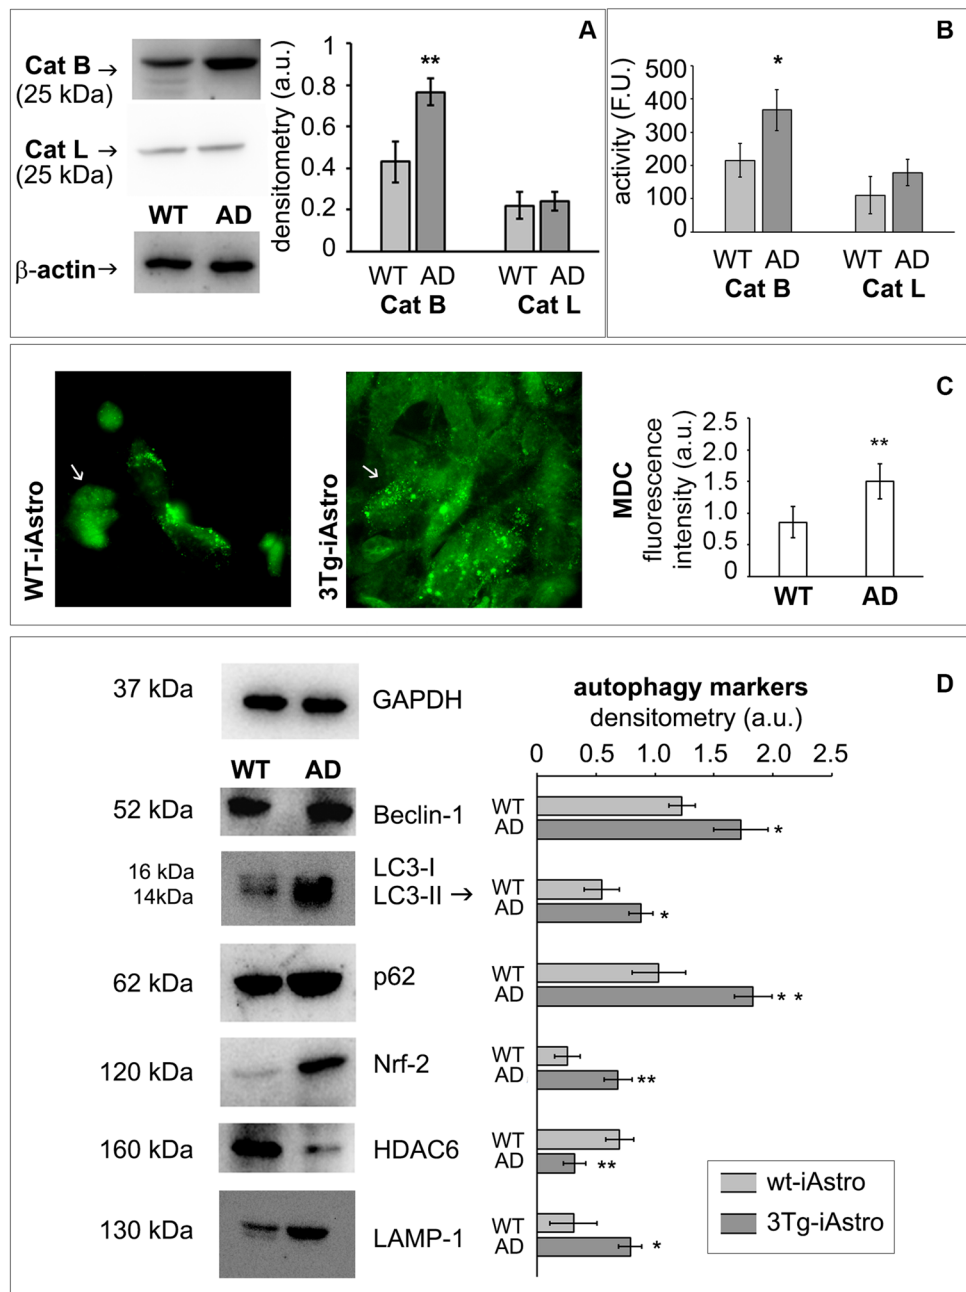 A
Cat B →
(25 kDa)
Cat L →
(25 kDa)
WT AD
β-actin→
densitometry (a.u.)
1
0.8
0.6
0.4
0.2
0
**
WT AD WT AD
Cat B Cat L
B
activity (F.U.)
500
400
300
200
100
0
*
WT AD WT AD
Cat B Cat L
C
WT-iAstro
3Tg-iAstro
MDC
fluorescence
intensity (a.u.)
2.5
2.0
1.5
1.0
0.5
0
**
WT AD
D
37 kDa GAPDH
WT AD
52 kDa Beclin-1
16 kDa LC3-I
14kDa LC3-II →
62 kDa p62
120 kDa Nrf-2
160 kDa HDAC6
130 kDa LAMP-1
autophagy markers
densitometry (a.u.)
0 0.5 1.0 1.5 2.0 2.5
WT
AD *
WT
AD *
WT
AD * *
WT
AD **
WT
AD **
WT
AD *
wt-iAstro
3Tg-iAstro